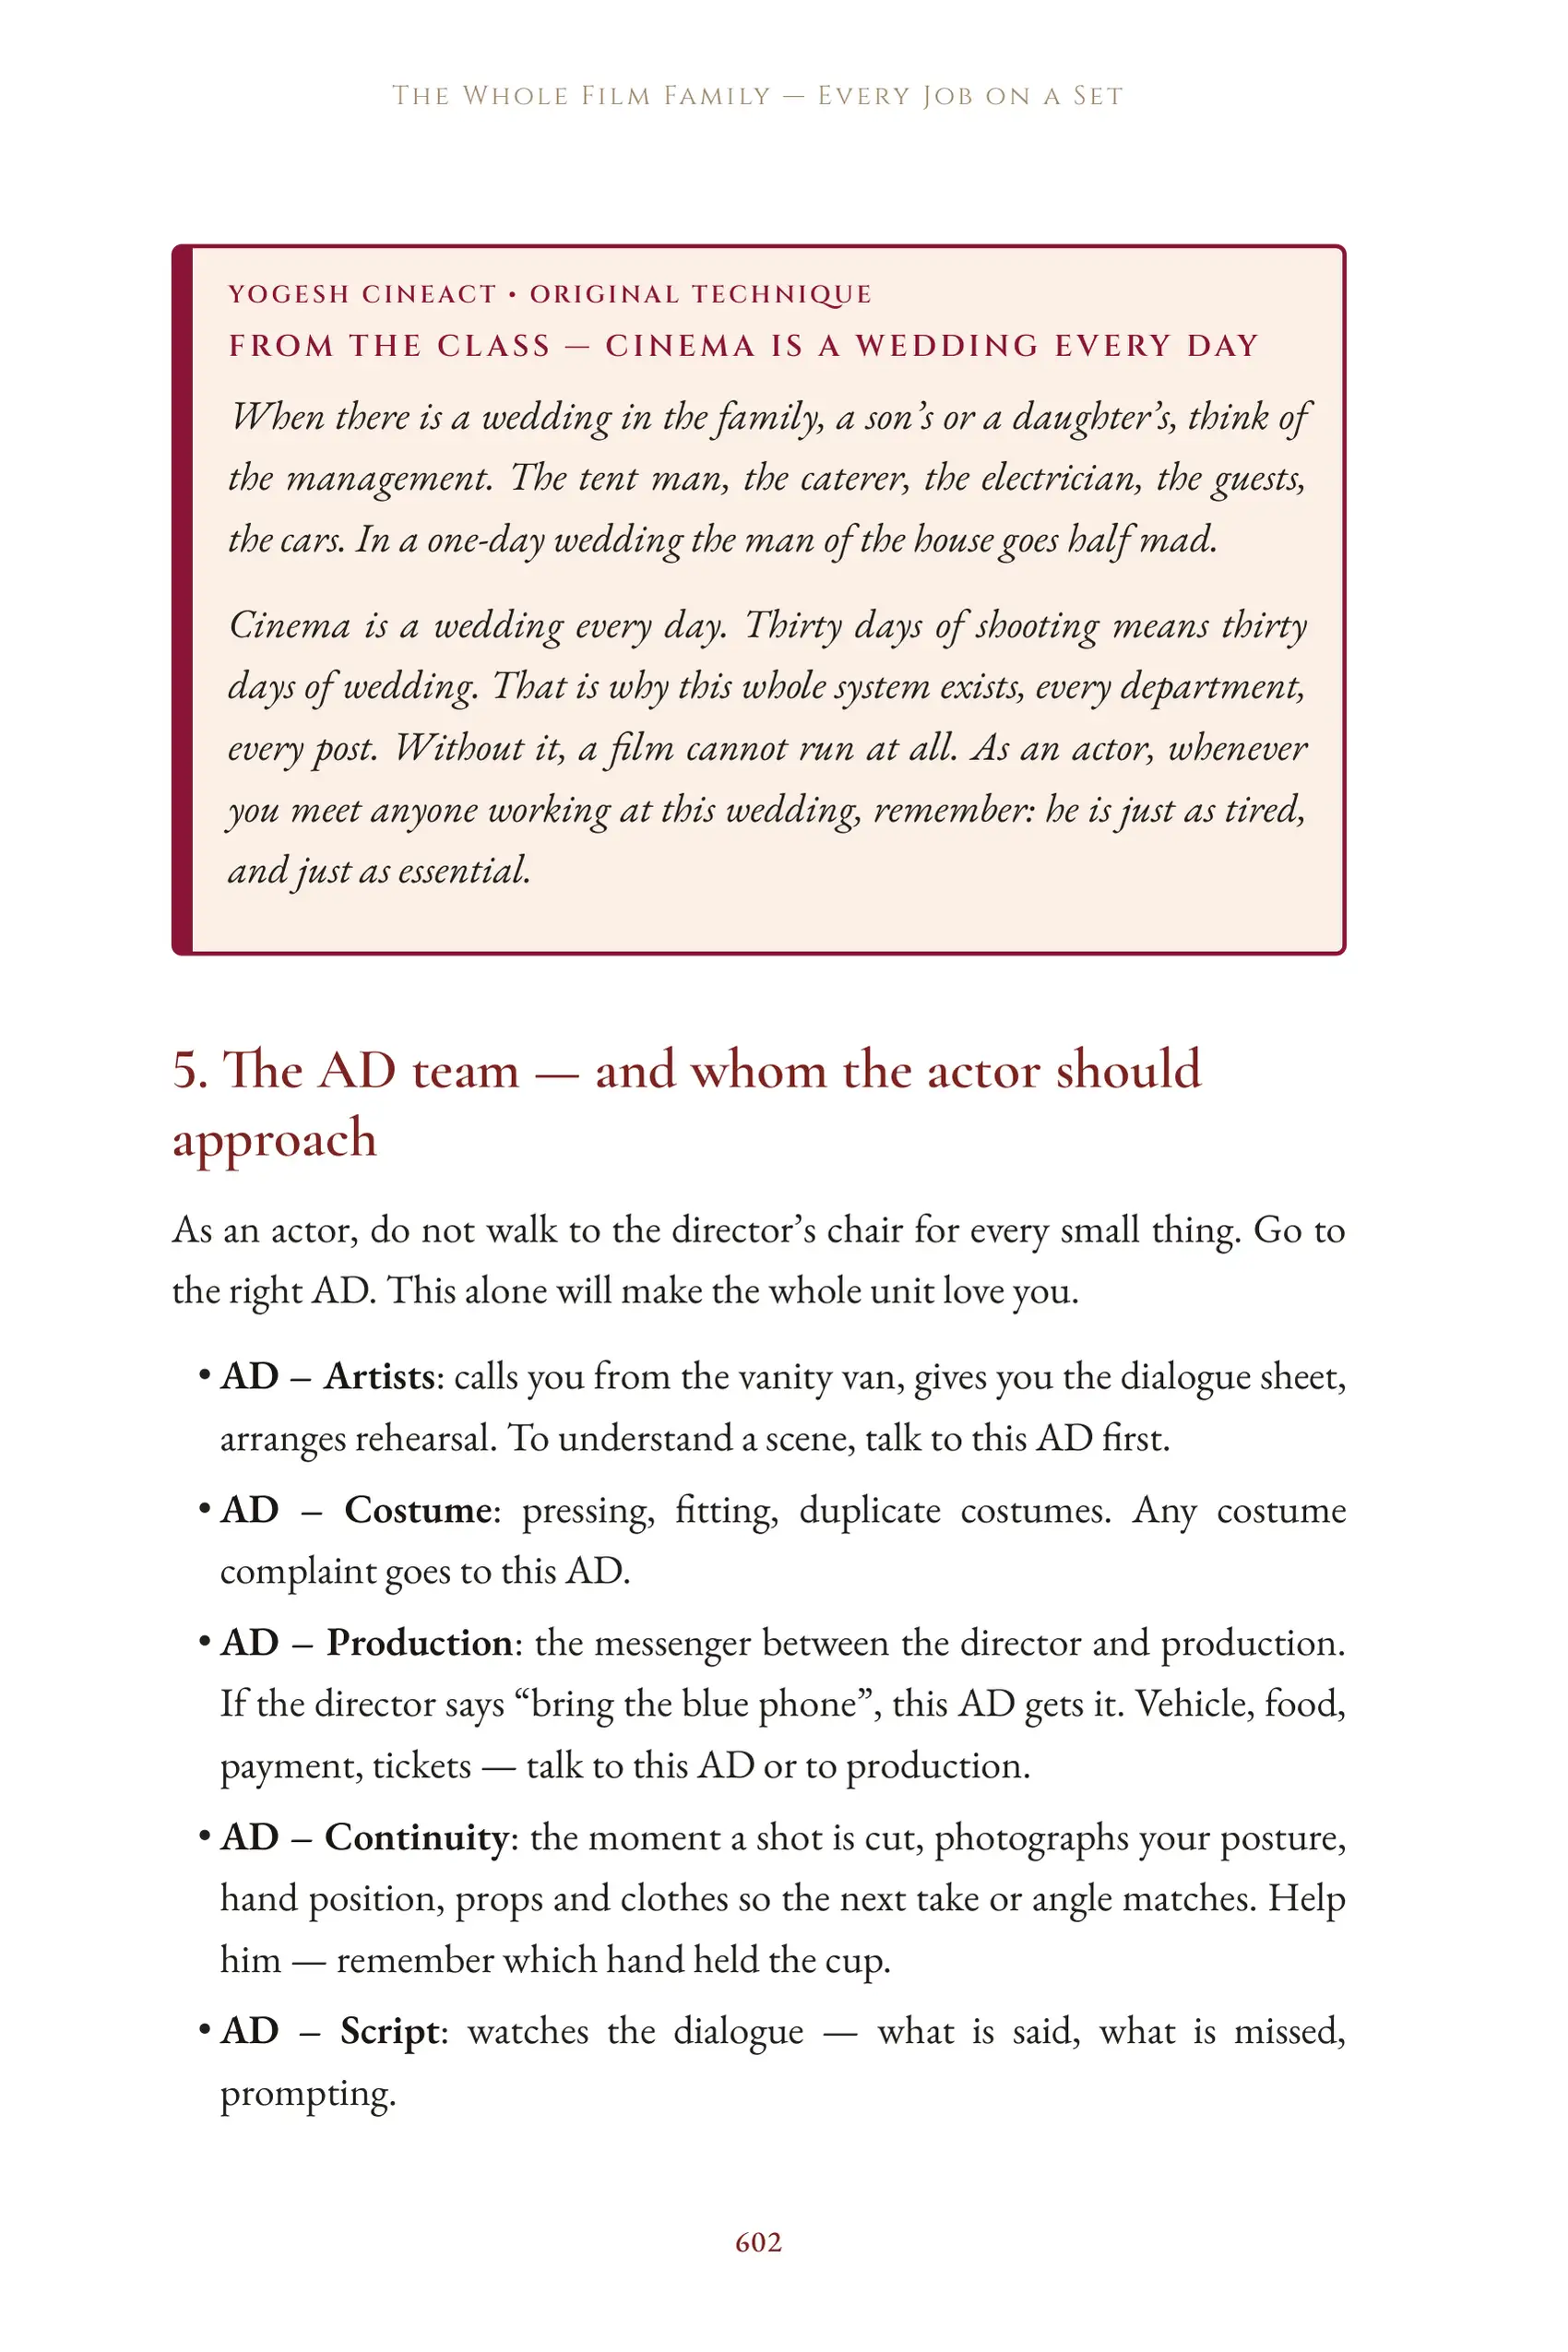 The Whole Film Family — Every Job on a Set
YOGESH CINEACT • ORIGINAL TECHNIQUE
FROM THE CLASS — CINEMA IS A WEDDING EVERY DAY
When there is a wedding in the family, a son’s or a daughter’s, think of
the management. The tent man, the caterer, the electrician, the guests,
the cars. In a one-day wedding the man of the house goes half mad.
Cinema is a wedding every day. Thirty days of shooting means thirty
days of wedding. That is why this whole system exists, every department,
every post. Without it, a film cannot run at all. As an actor, whenever
you meet anyone working at this wedding, remember: he is just as tired,
and just as essential.
5. The AD team — and whom the actor should
approach
As an actor, do not walk to the director’s chair for every small thing. Go to
the right AD. This alone will make the whole unit love you.
• AD – Artists: calls you from the vanity van, gives you the dialogue sheet,
arranges rehearsal. To understand a scene, talk to this AD first.
• AD – Costume: pressing, fitting, duplicate costumes. Any costume
complaint goes to this AD.
• AD – Production: the messenger between the director and production.
If the director says “bring the blue phone”, this AD gets it. Vehicle, food,
payment, tickets — talk to this AD or to production.
• AD – Continuity: the moment a shot is cut, photographs your posture,
hand position, props and clothes so the next take or angle matches. Help
him — remember which hand held the cup.
• AD – Script: watches the dialogue — what is said, what is missed,
prompting.
602